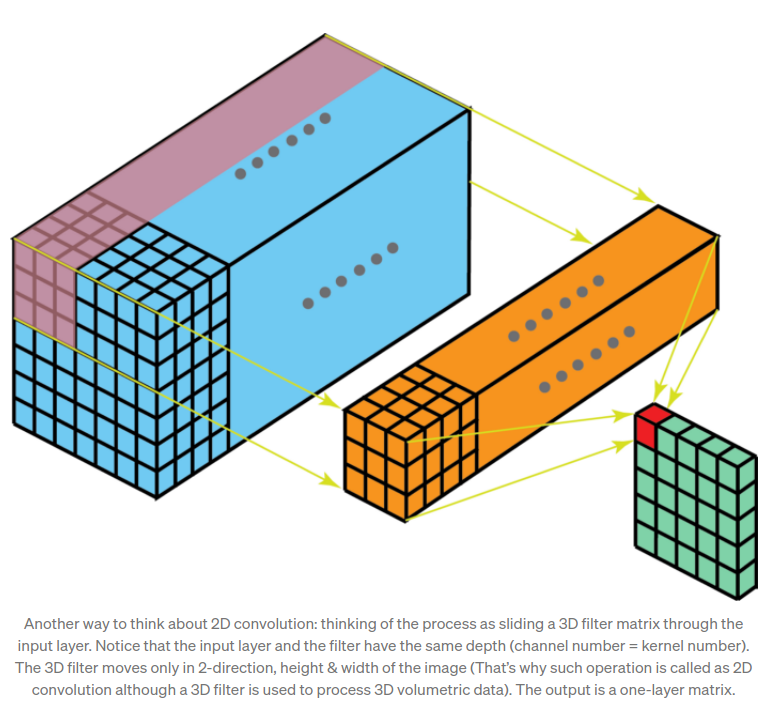 Another way to think about 2D convolution: thinking of the process as sliding a 3D filter matrix through the
input layer. Notice that the input layer and the filter have the same depth (channel number = kernel number).
The 3D filter moves only in 2-direction, height & width of the image (That’s why such operation is called as 2D
convolution although a 3D filter is used to process 3D volumetric data). The output is a one-layer matrix.